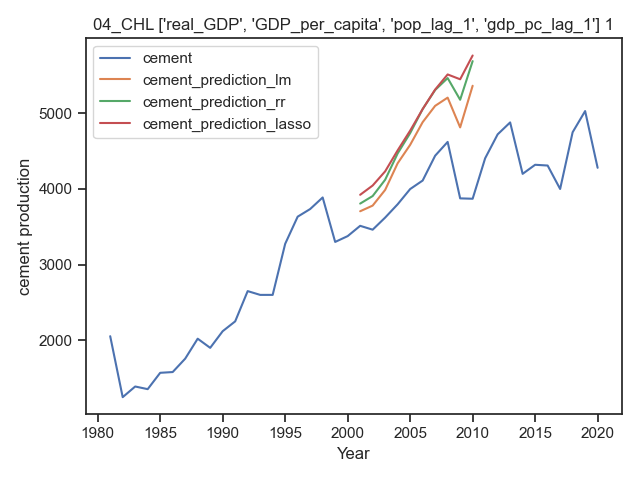 04_CHL ['real_GDP', 'GDP_per_capita', 'pop_lag_1', 'gdp_pc_lag_1'] 1
cement
cement_prediction_lm
cement_prediction_rr
cement_prediction_lasso
cement production
5000
4000
3000
2000
1980 1985 1990 1995 2000 2005 2010 2015 2020
Year